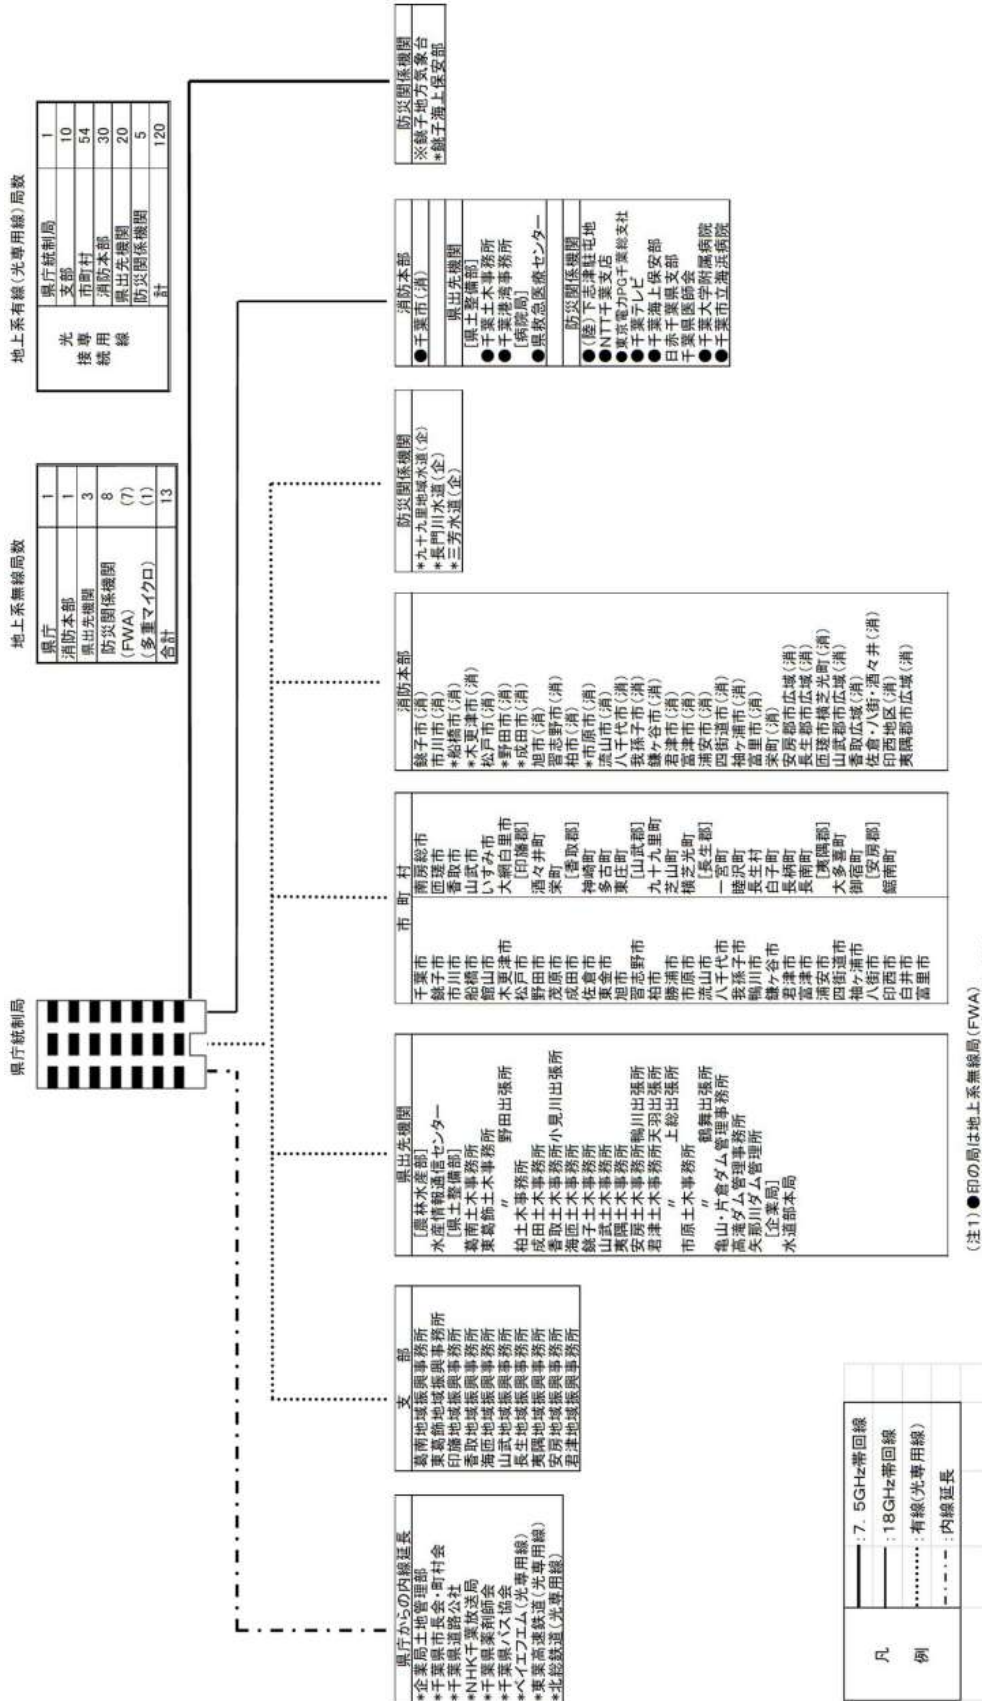 県庁統制局
地上系無線局数
県庁 1
消防本部 1
県出先機関 3
防災関係機関 8
(FWA) (7)
(多重マイクロ) (1)
合計 13
地上系有線(光専用線)局数
光
接専
続用
線
県庁統制局 1
支部 10
市町村 54
消防本部 30
県出先機関 20
防災関係機関 5
計 120
県庁からの内線延長
*企業局土地管理部
*千葉県市長会・町村会
*千葉県道路公社
*NHK千葉放送局
*千葉県薬剤師会
*千葉県バス協会
*ベイエフエム(光専用線)
*東葉高速鉄道(光専用線)
*北総鉄道(光専用線)
支 部
葛南地域振興事務所
東葛飾地域振興事務所
印旛地域振興事務所
香取地域振興事務所
海匝地域振興事務所
山武地域振興事務所
長生地域振興事務所
夷隅地域振興事務所
安房地域振興事務所
君津地域振興事務所
県出先機関
[農林水産部]
水産情報通信センター
[県土整備部]
葛南土木事務所
東葛飾土木事務所
〃 野田出張所
柏土木事務所
成田土木事務所
香取土木事務所小見川出張所
海匝土木事務所
銚子土木事務所
山武土木事務所
夷隅土木事務所
安房土木事務所鴨川出張所
君津土木事務所天羽出張所
〃 上総出張所
市原土木事務所
〃 鶴舞出張所
亀山・片倉ダム管理事務所
高滝ダム管理事務所
矢那川ダム管理所
[企業局]
水道部本局
市 町 村
千葉市
銚子市
市川市
船橋市
館山市
木更津市
松戸市
野田市
茂原市
成田市
佐倉市
東金市
旭市
習志野市
柏市
勝浦市
市原市
流山市
八千代市
我孫子市
鴨川市
鎌ケ谷市
君津市
富津市
浦安市
四街道市
袖ケ浦市
八街市
印西市
白井市
富里市
南房総市
匝瑳市
香取市
山武市
いすみ市
大網白里市
[印旛郡]
酒々井町
栄町
[香取郡]
神崎町
多古町
東庄町
[山武郡]
九十九里町
芝山町
横芝光町
[長生郡]
一宮町
睦沢町
長生村
白子町
長柄町
長南町
[夷隅郡]
大多喜町
御宿町
[安房郡]
鋸南町
消防本部
銚子市(消)
市川市(消)
*船橋市(消)
*木更津市(消)
松戸市(消)
*野田市(消)
*成田市(消)
旭市(消)
習志野市(消)
柏市(消)
*市原市(消)
流山市(消)
八千代市(消)
我孫子市(消)
鎌ヶ谷市(消)
君津市(消)
富津市(消)
浦安市(消)
四街道市(消)
袖ケ浦市(消)
富里市(消)
栄町(消)
安房郡市広域(消)
長生郡市広域(消)
匝瑳市横芝光町(消)
山武郡市広域(消)
香取広域(消)
佐倉・八街・酒々井(消)
印西地区(消)
夷隅郡市広域(消)
防災関係機関
*九十九里地域水道(企)
*長門川水道(企)
*三芳水道(企)
消防本部
●千葉市(消)
県出先機関
[県土整備部]
●千葉土木事務所
●千葉港湾事務所
[病院局]
●県救急医療センター
防災関係機関
●(陸)下志津駐屯地
●NTT千葉支店
●東京電力PG千葉総支社
●千葉テレビ
●千葉海上保安部
日赤千葉県支部
千葉県医師会
●千葉大学附属病院
●千葉市立海浜病院
防災関係機関
※銚子地方気象台
*銚子海上保安部
凡
例
:7.5GHz帯回線
:18GHz帯回線
:有線(光専用線)
:内線延長
(注1)●印の局は地上系無線局(FWA)